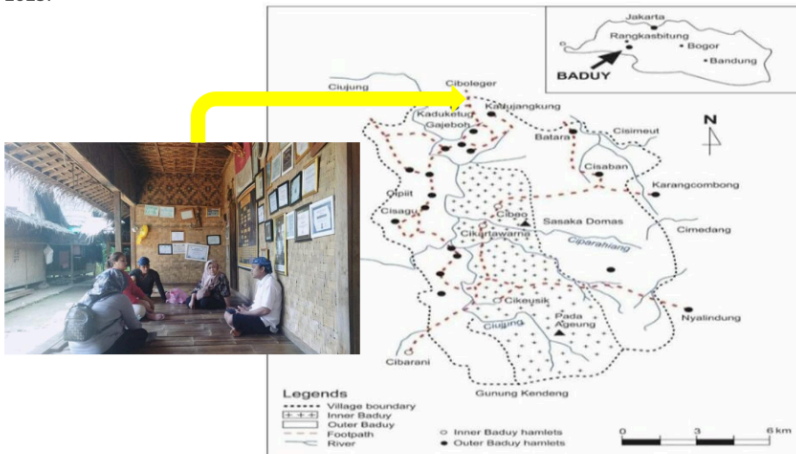 Jakarta
Rangkasbitung
Bogor
Bandung
BADUY
N
Ciboleger
Ciujung
Kadujangkung
Kaduketug
Gajeboh
Batara
Cisimeut
Cisaban
Karangcombong
Cisagu
Cibeo
Sasaka Domas
Cimedang
Cikartawarna
Ciparahiang
Cikeusik
Pada
Ageung
Ciujung
Nyalindung
Cibarani
Gunung Kendeng
Legends
Village boundary
Inner Baduy
Outer Baduy
Footpath
River
Inner Baduy hamlets
Outer Baduy hamlets
0 3 6 km